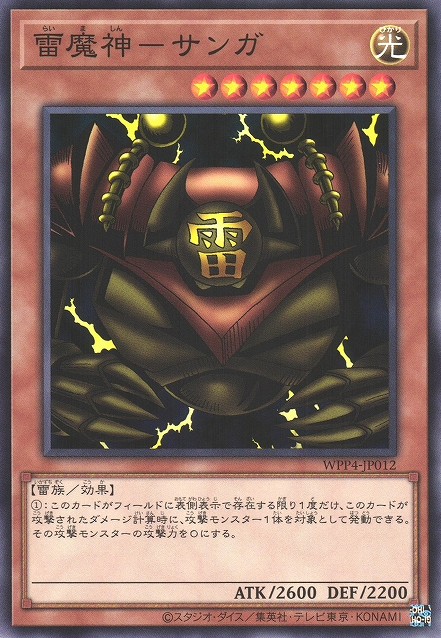 雷魔神－サンガ
光
雷
WPP4-JP012
【雷族／効果】
①：このカードがフィールドに表側表示で存在する限り１度だけ、このカードが
攻撃されたダメージ計算時に、攻撃モンスター１体を対象として発動できる。
その攻撃モンスターの攻撃力を０にする。
ATK/2600 DEF/2200
©スタジオ・ダイス／集英社・テレビ東京・KONAMI